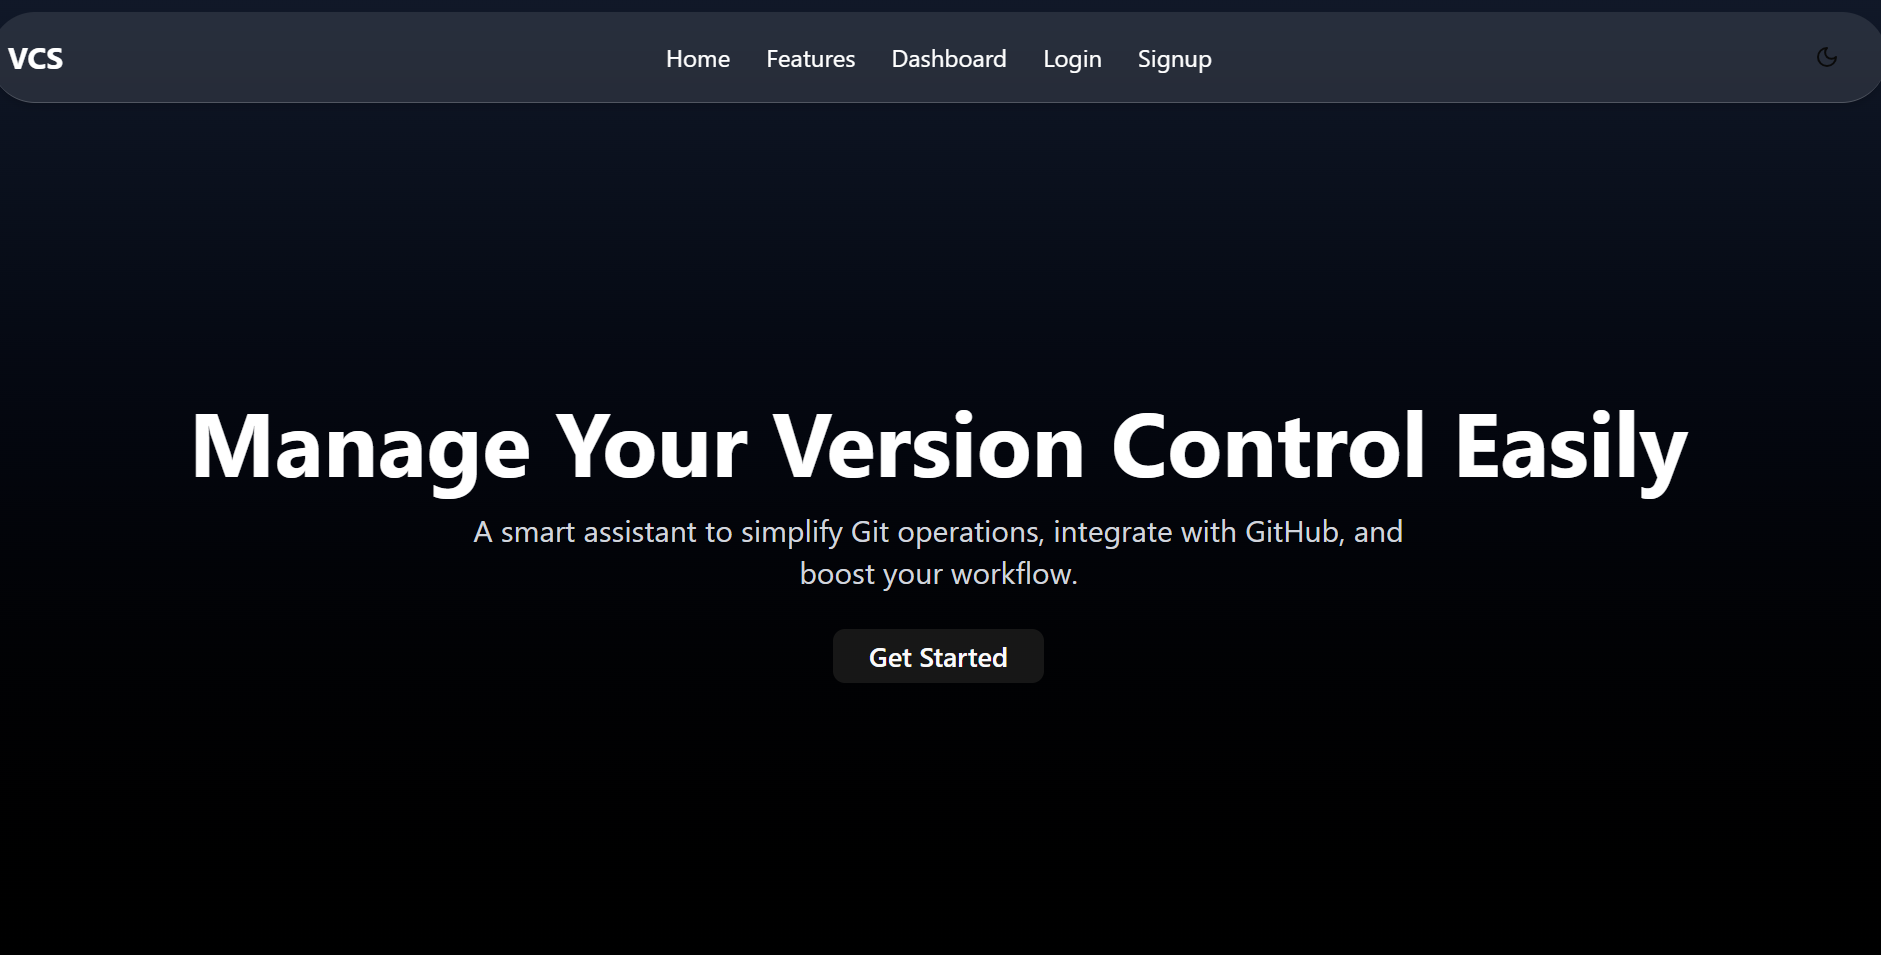 VCS
Home Features Dashboard Login Signup
Manage Your Version Control Easily
A smart assistant to simplify Git operations, integrate with GitHub, and
boost your workflow.
Get Started